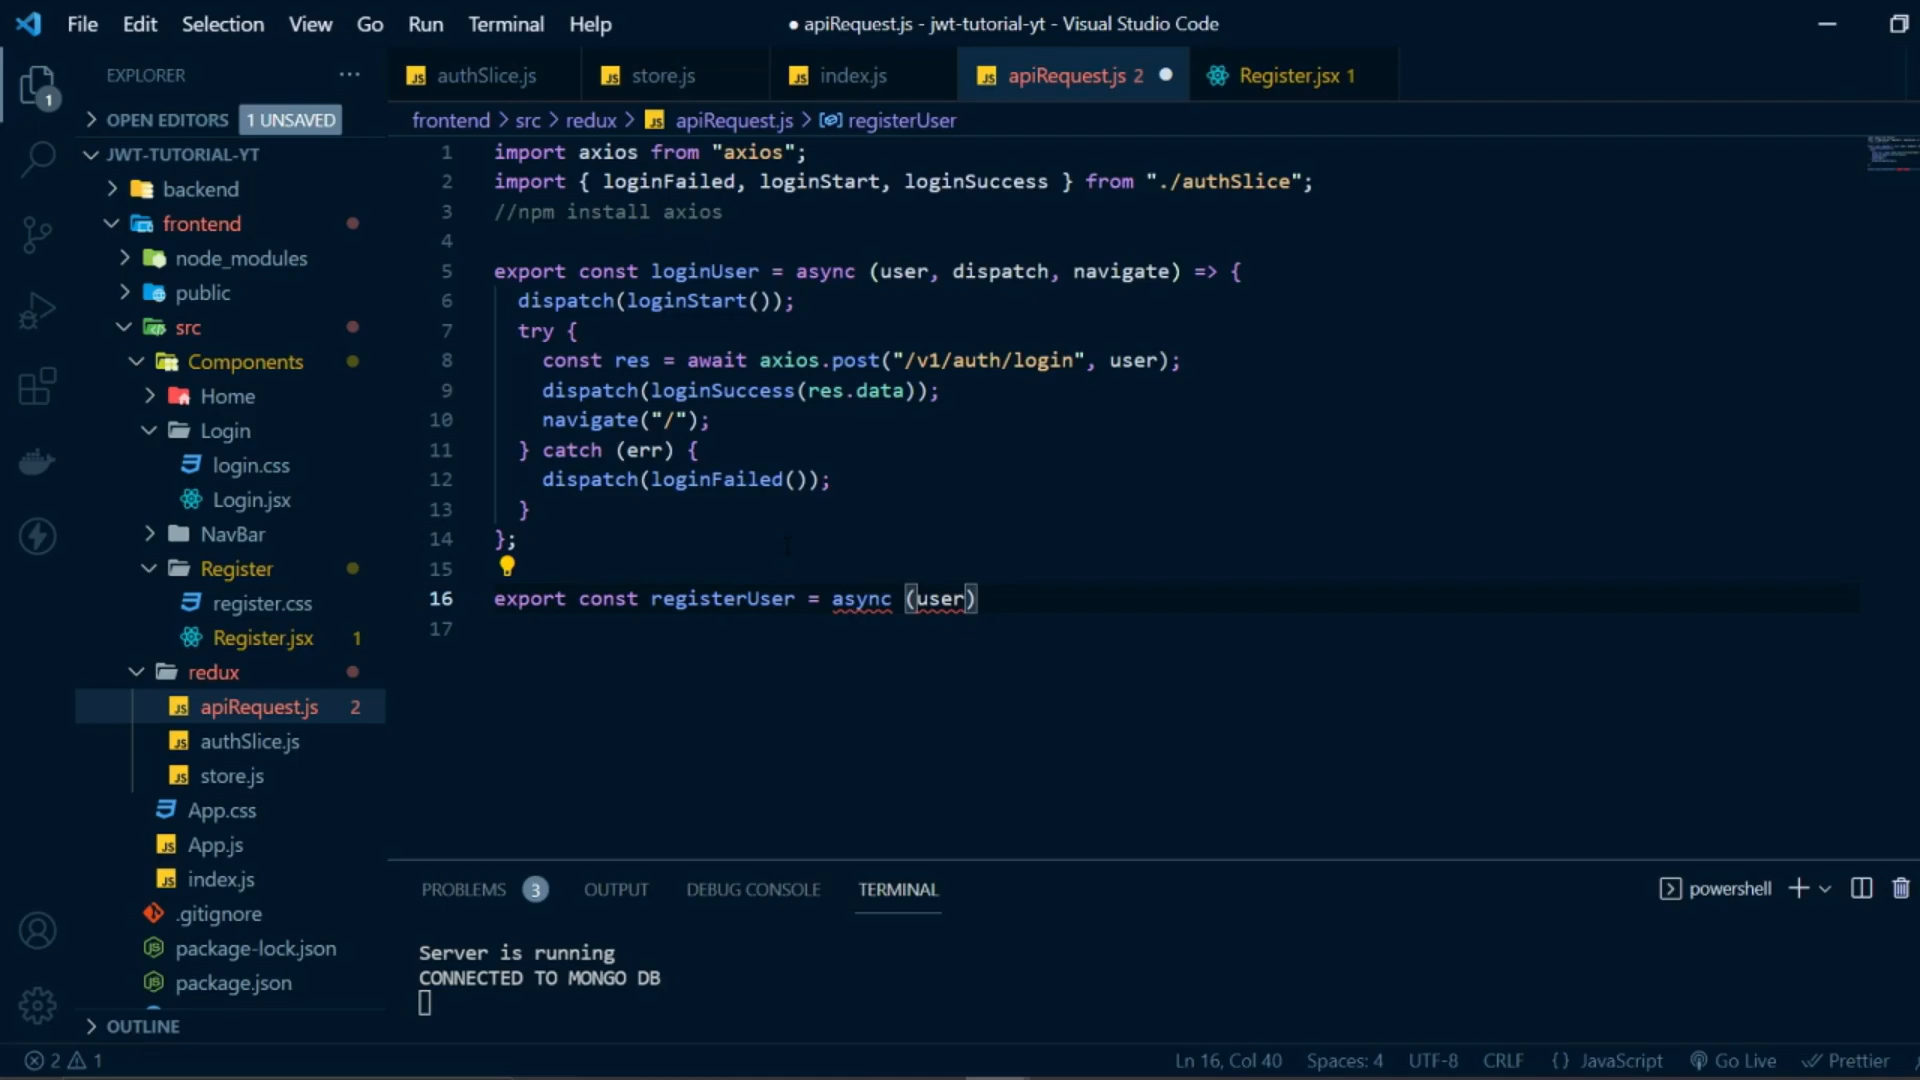 File Edit Selection View Go Run Terminal Help
● apiRequest.js - jwt-tutorial-yt - Visual Studio Code
EXPLORER
OPEN EDITORS 1 UNSAVED
JWT-TUTORIAL-YT
backend
frontend
node_modules
public
src
Components
Home
Login
login.css
Login.jsx
NavBar
Register
register.css
Register.jsx 1
redux
apiRequest.js 2
authSlice.js
store.js
App.css
App.js
index.js
.gitignore
package-lock.json
package.json
OUTLINE
1
authSlice.js store.js index.js apiRequest.js 2 ● Register.jsx 1
frontend > src > redux > apiRequest.js > registerUser
1 import axios from "axios";
2 import { loginFailed, loginStart, loginSuccess } from "./authSlice";
3 //npm install axios
4
5 export const loginUser = async (user, dispatch, navigate) => {
6 dispatch(loginStart());
7 try {
8 const res = await axios.post("/v1/auth/login", user);
9 dispatch(loginSuccess(res.data));
10 navigate("/");
11 } catch (err) {
12 dispatch(loginFailed());
13 }
14 };
15
16 export const registerUser = async (user)
17
PROBLEMS 3 OUTPUT DEBUG CONSOLE TERMINAL
powershell
Server is running
CONNECTED TO MONGO DB
2 1
Ln 16, Col 40 Spaces: 4 UTF-8 CRLF {} JavaScript Go Live Prettier